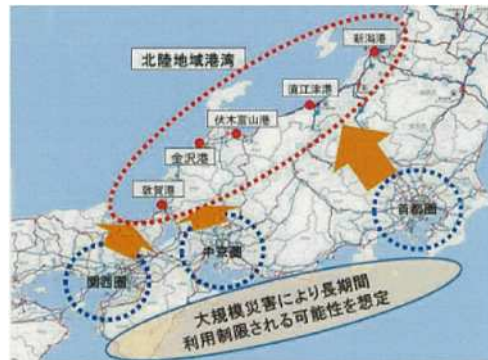 新潟港
北陸地域港湾
直江津港
伏木富山港
金沢港
敦賀港
首都圏
中京圏
関西圏
大規模災害により長期間
利用制限される可能性を想定